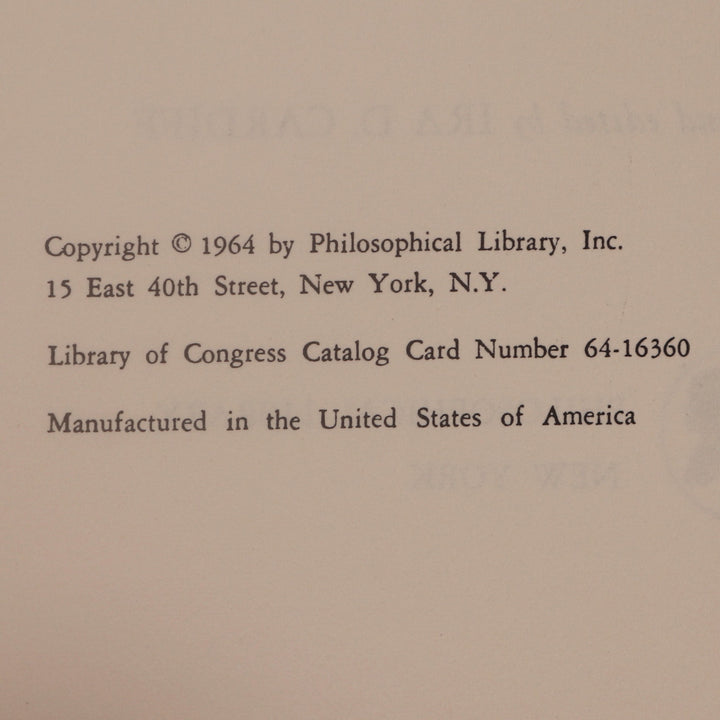 Copyright © 1964 by Philosophical Library, Inc.
15 East 40th Street, New York, N.Y.
Library of Congress Catalog Card Number 64-16360
Manufactured in the United States of America